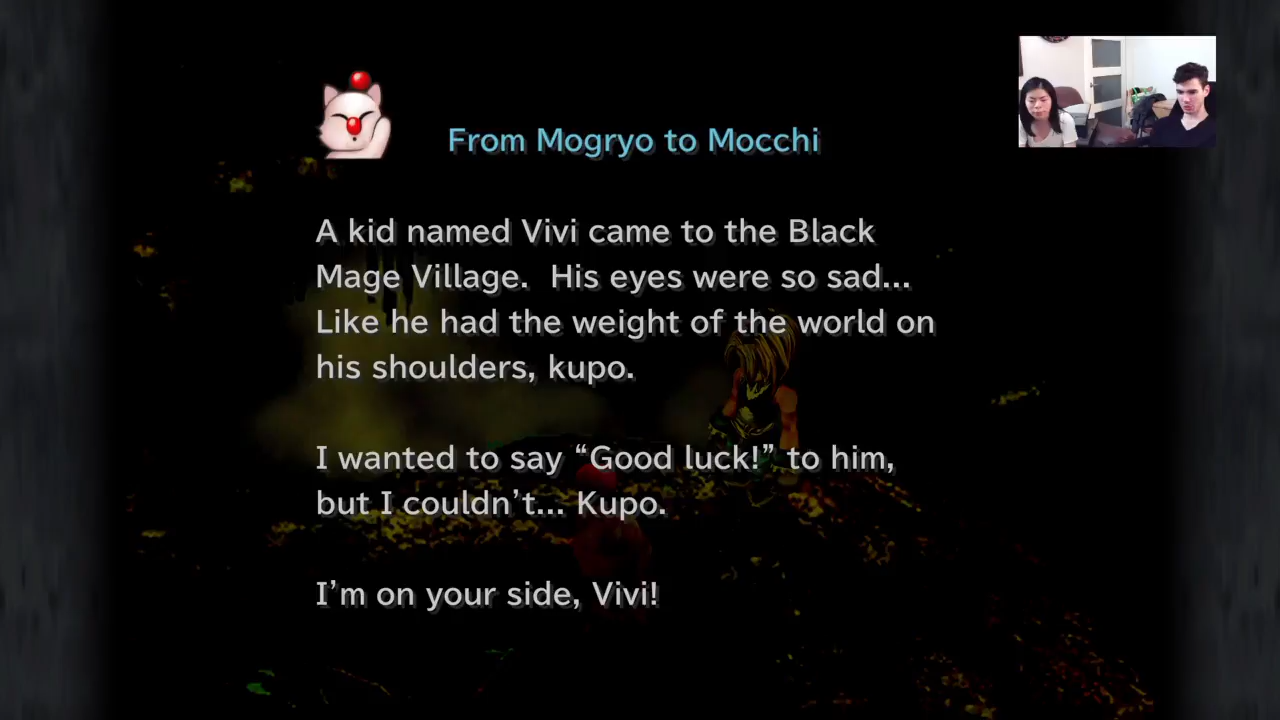 From Mogryo to Mocchi
A kid named Vivi came to the Black
Mage Village.  His eyes were so sad...
Like he had the weight of the world on
his shoulders, kupo.
I wanted to say “Good luck!” to him,
but I couldn’t... Kupo.
I’m on your side, Vivi!